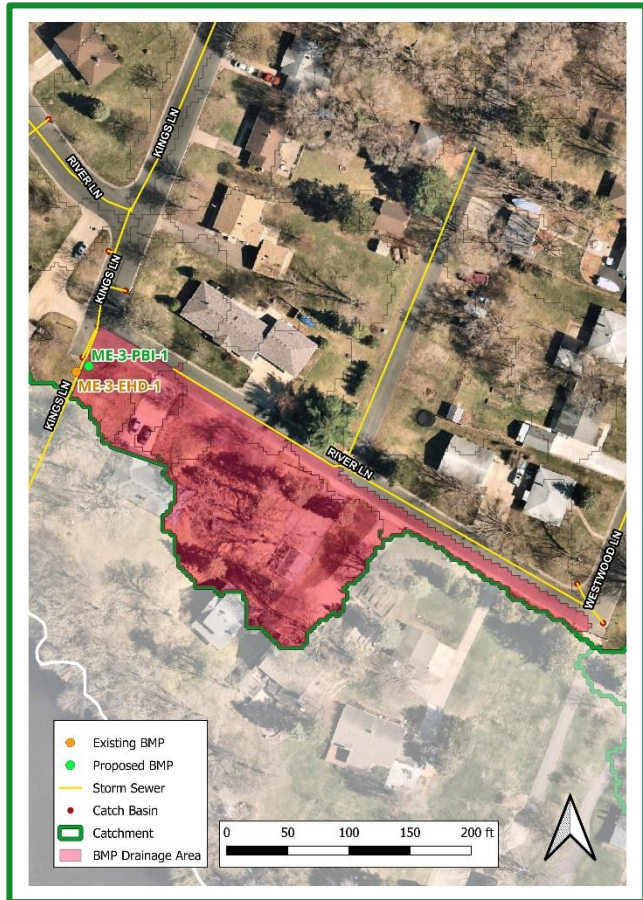 KINGS LN
RIVER LN
KINGS LN
ME-3-PBI-1
ME-3-EHD-1
KINGS LN
RIVER LN
WESTWOOD LN
Existing BMP
Proposed BMP
Storm Sewer
Catch Basin
Catchment
BMP Drainage Area
0 50 100 150 200 ft